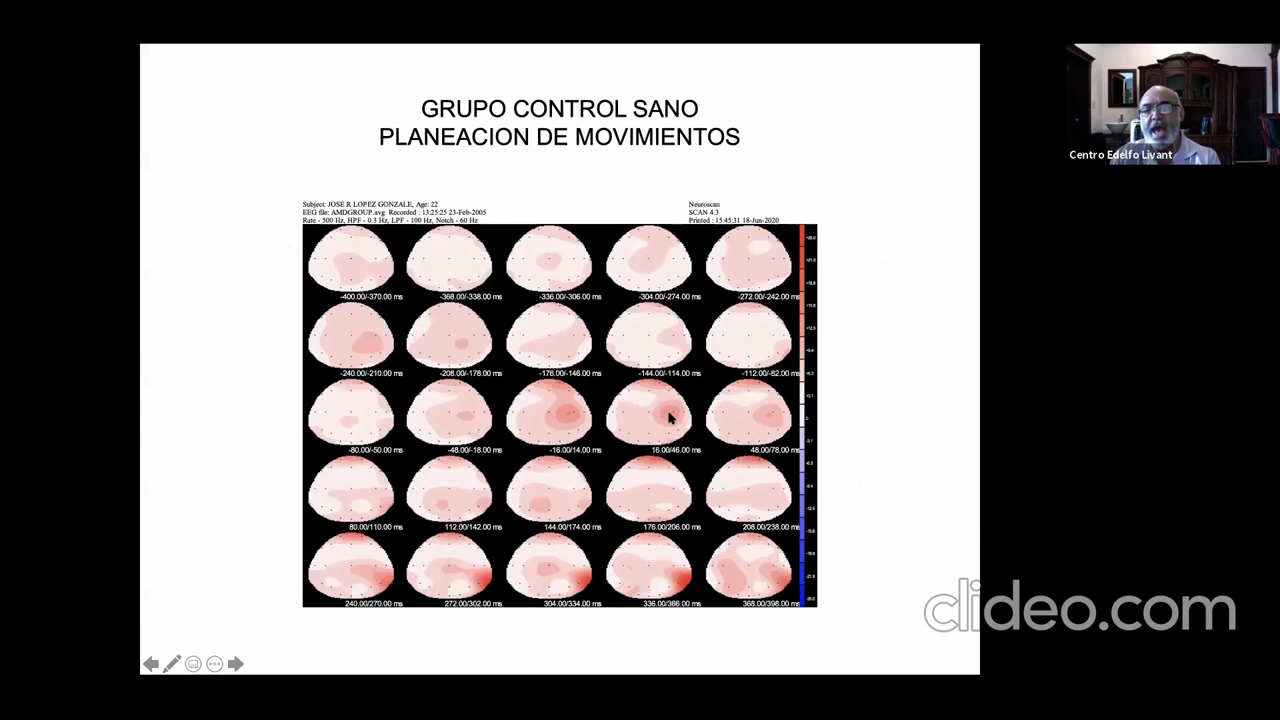 GRUPO CONTROL SANO
PLANEACION DE MOVIMIENTOS
Subject: JOSE R LOPEZ GONZALE, Age: 22
EEG file: AMDGROUP.avg Recorded : 13:25:25 23-Feb-2005
Rate - 500 Hz, HPF - 0.3 Hz, LPF - 100 Hz, Notch - 60 Hz
Neuroscan
SCAN 4.3
Printed : 15:45:31 18-Jun-2020
-400.00/-370.00 ms -368.00/-338.00 ms -336.00/-306.00 ms -304.00/-274.00 ms -272.00/-242.00 ms
-240.00/-210.00 ms -208.00/-178.00 ms -176.00/-146.00 ms -144.00/-114.00 ms -112.00/-82.00 ms
-80.00/-50.00 ms -48.00/-18.00 ms -16.00/14.00 ms 16.00/46.00 ms 48.00/78.00 ms
80.00/110.00 ms 112.00/142.00 ms 144.00/174.00 ms 176.00/206.00 ms 208.00/238.00 ms
240.00/270.00 ms 272.00/302.00 ms 304.00/334.00 ms 336.00/366.00 ms 368.00/398.00 ms
Centro Edelfo Livant
clideo.com